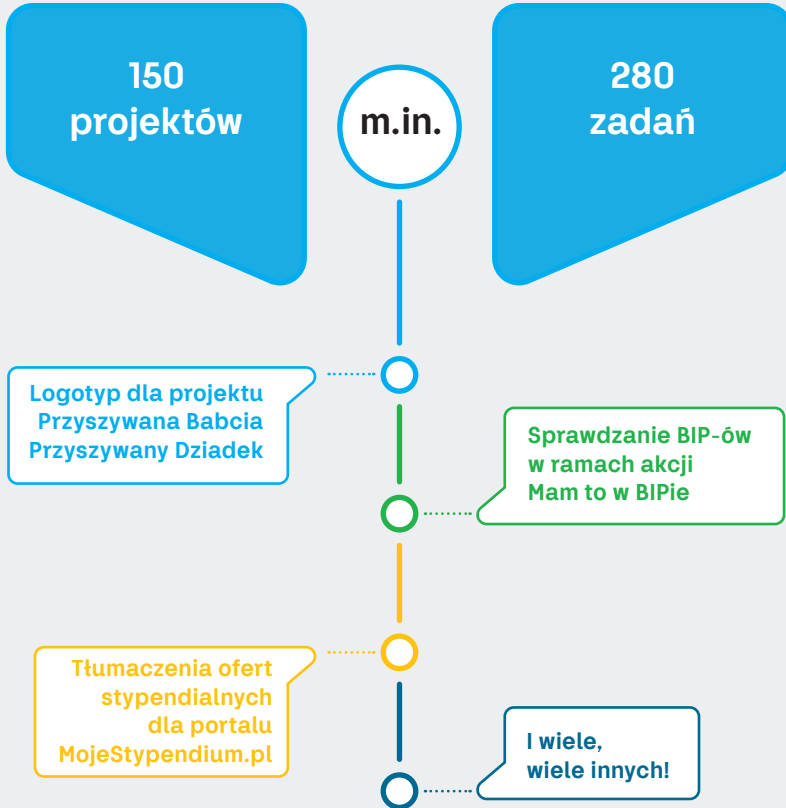 150
projektów
m.in.
280
zadań
Logotyp dla projektu
Przyszywana Babcia
Przyszywany Dziadek
Sprawdzanie BIP-ów
w ramach akcji
Mam to w BIPie
Tłumaczenia ofert
stypendialnych
dla portalu
MojeStypendium.pl
I wiele,
wiele innych!